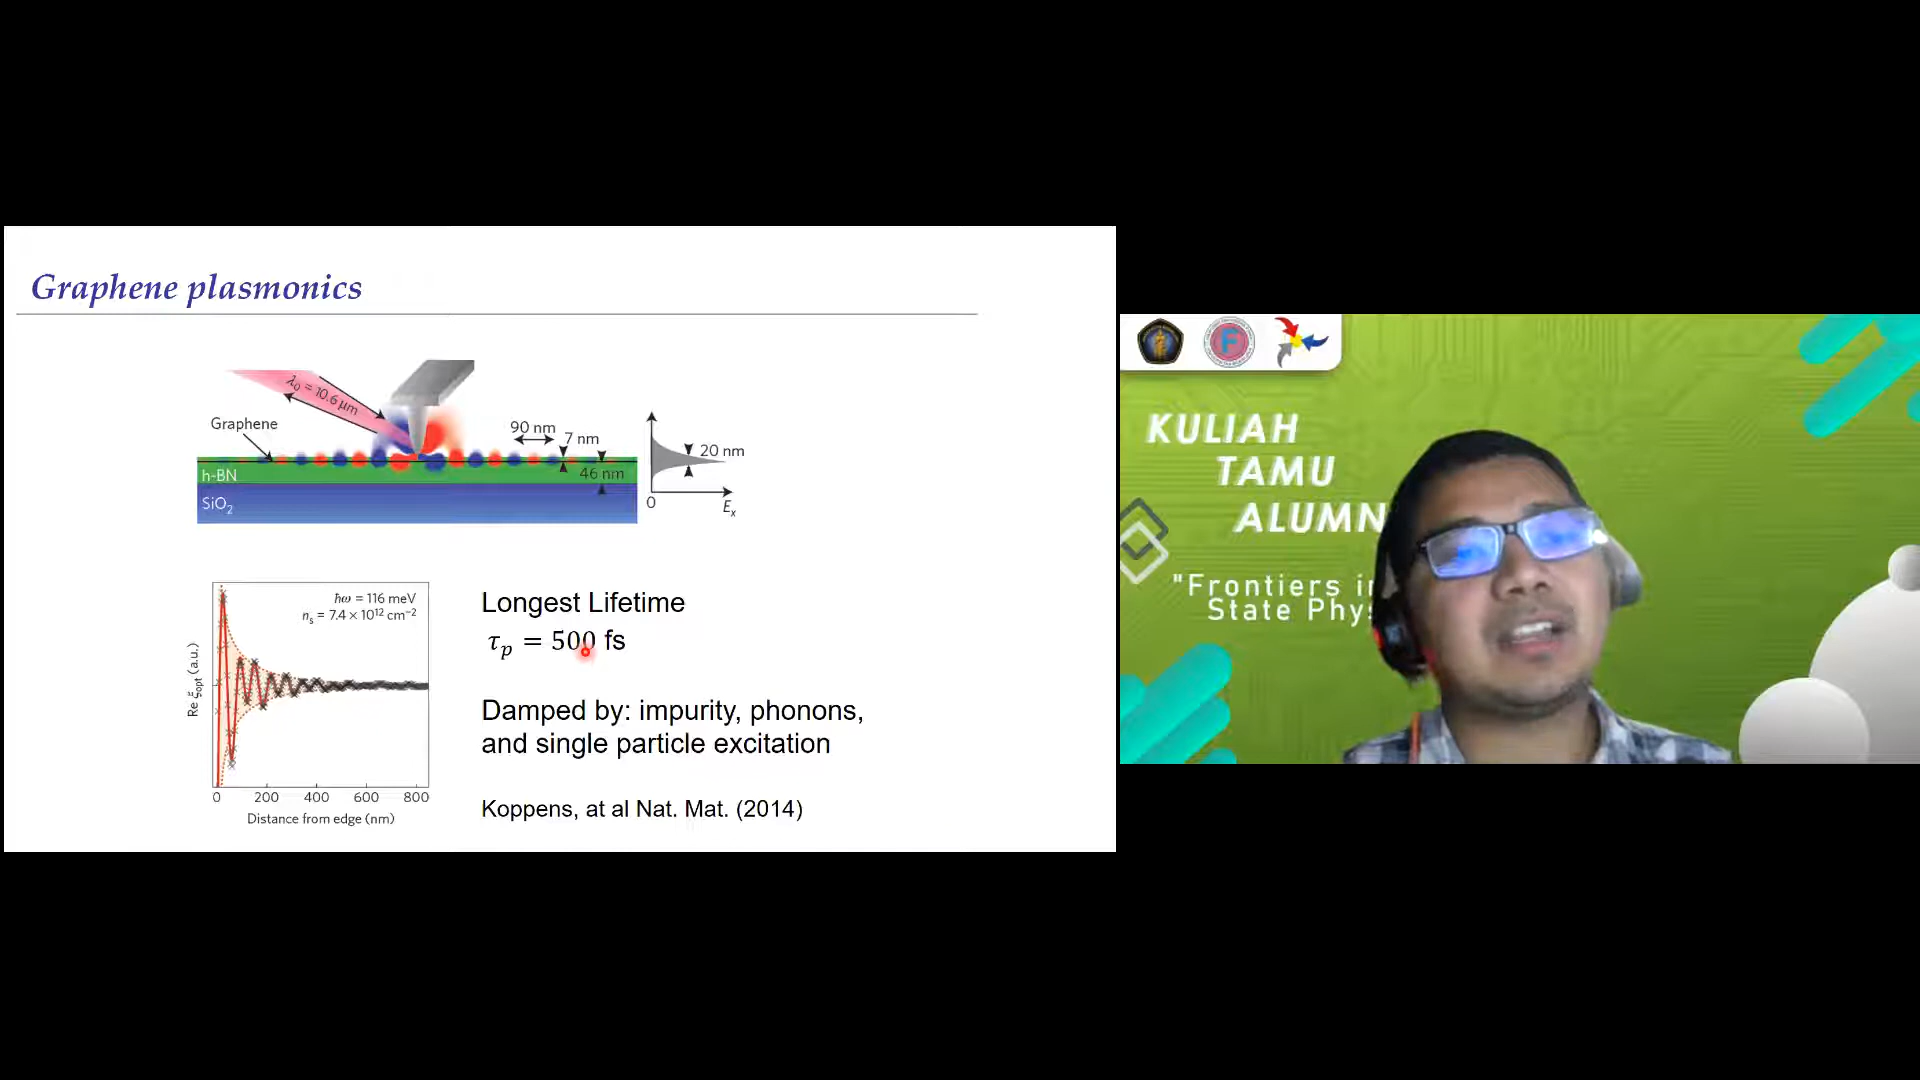 Graphene plasmonics
λ₀ = 10.6 μm
Graphene
90 nm
7 nm
46 nm
h-BN
SiO₂
20 nm
0
Eₓ
ħω = 116 meV
nₛ = 7.4 × 10¹² cm⁻²
Re ξₒₚₜ (a.u.)
0 200 400 600 800
Distance from edge (nm)
Longest Lifetime
τₚ = 500 fs
Damped by: impurity, phonons,
and single particle excitation
Koppens, at al Nat. Mat. (2014)
F
KULIAH
TAMU
ALUMN
"Frontiers in
State Phys